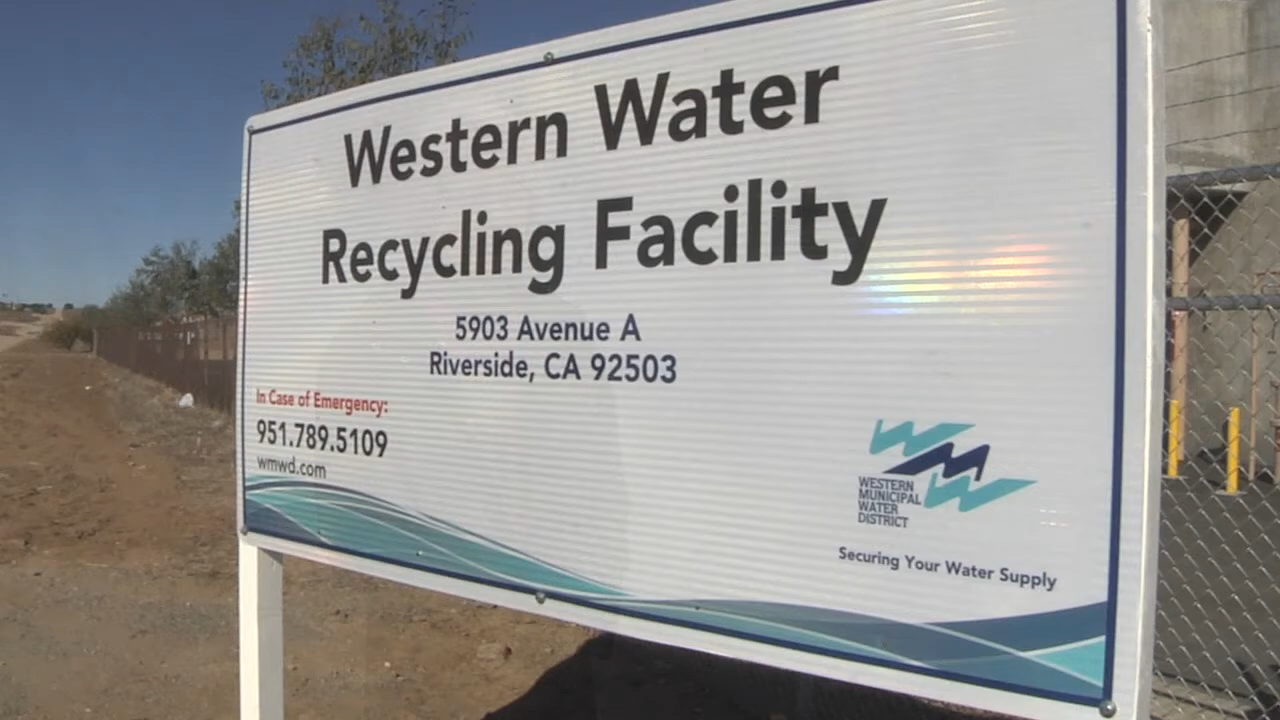 Western Water
Recycling Facility
5903 Avenue A
Riverside, CA 92503
In Case of Emergency:
951.789.5109
wmwd.com
WESTERN
MUNICIPAL
WATER
DISTRICT
Securing Your Water Supply